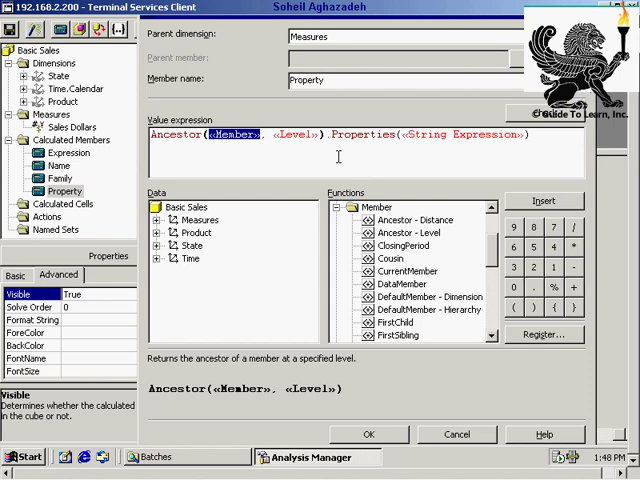 192.168.2.200 - Terminal Services Client
Soheil Aghazadeh
Basic Sales
Dimensions
State
Time.Calendar
Product
Measures
Sales Dollars
Calculated Members
Expression
Name
Family
Property
Calculated Cells
Actions
Named Sets
Properties
Basic
Advanced
Visible True
Solve Order 0
Format String
ForeColor
BackColor
FontName
FontSize
Visible
Determines whether the calculated
in the cube or not.
Parent dimension: Measures
Parent member:
Member name: Property
© Guide To Learn, Inc.
Value expression
Ancestor(«Member», «Level»).Properties(«String Expression»)
Data
Basic Sales
Measures
Product
State
Time
Functions
Member
Ancestor - Distance
Ancestor - Level
ClosingPeriod
Cousin
CurrentMember
DataMember
DefaultMember - Dimension
DefaultMember - Hierarchy
FirstChild
FirstSibling
Insert
9 8 7 /
6 5 4 *
3 2 1 -
0 . % +
( ) { }
Register...
Returns the ancestor of a member at a specified level.
Ancestor(«Member», «Level»)
OK
Cancel
Help
Start
Batches
Analysis Manager
1:48 PM